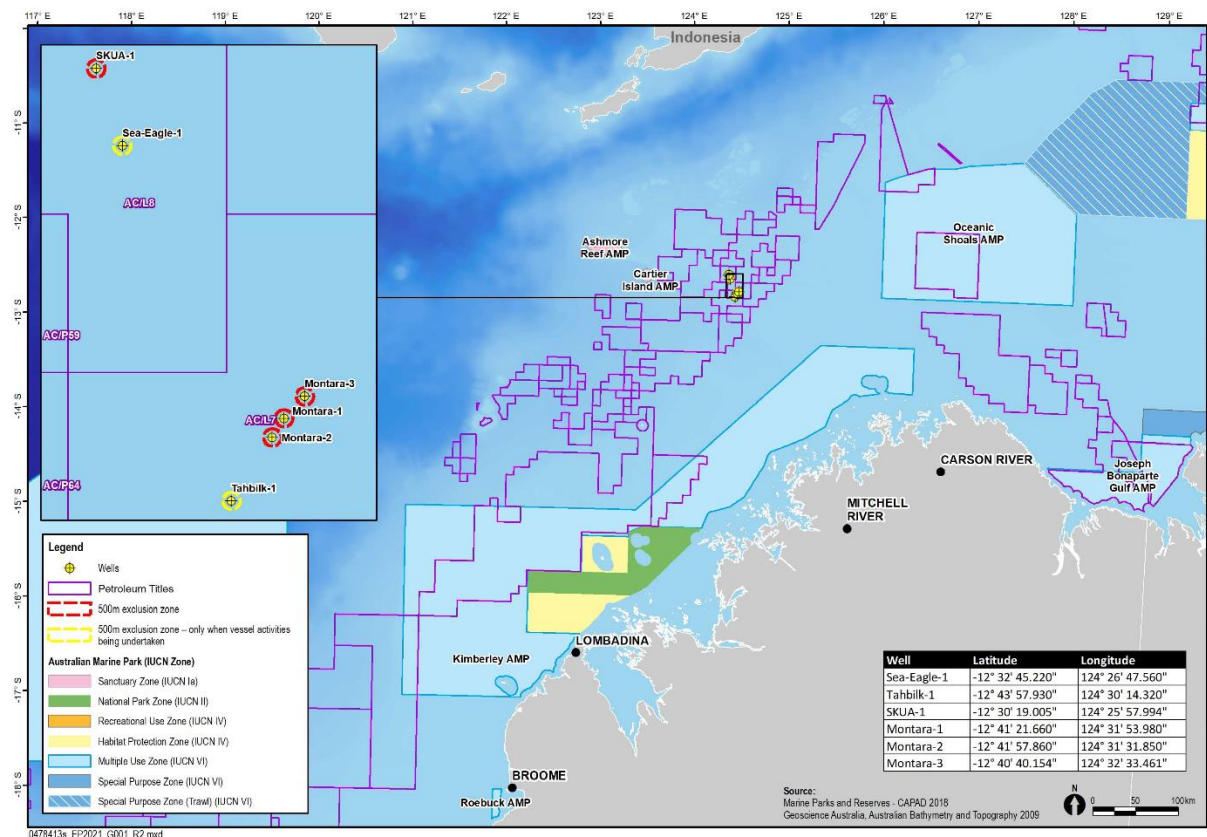 117° E 118° E 119° E 120° E 121° E 122° E 123° E 124° E 125° E 126° E 127° E 128° E 129° E
-11° S
-12° S
-13° S
-14° S
-15° S
-16° S
-17° S
-18° S
SKUA-1
Sea-Eagle-1
AC/L8
AC/P59
Montara-3
Montara-1
AC/L7
Montara-2
AC/P64
Tahbilk-1
Indonesia
Ashmore
Reef AMP
Cartier
Island AMP
Oceanic
Shoals AMP
CARSON RIVER
MITCHELL
RIVER
Joseph
Bonaparte
Gulf AMP
LOMBADINA
Kimberley AMP
BROOME
Roebuck AMP
Legend
Wells
Petroleum Titles
500m exclusion zone
500m exclusion zone – only when vessel activities
being undertaken
Australian Marine Park (IUCN Zone)
Sanctuary Zone (IUCN Ia)
National Park Zone (IUCN II)
Recreational Use Zone (IUCN IV)
Habitat Protection Zone (IUCN IV)
Multiple Use Zone (IUCN VI)
Special Purpose Zone (IUCN VI)
Special Purpose Zone (Trawl) (IUCN VI)
Well Latitude Longitude
Sea-Eagle-1 -12° 32' 45.220" 124° 26' 47.560"
Tahbilk-1 -12° 43' 57.930" 124° 30' 14.320"
SKUA-1 -12° 30' 19.005" 124° 25' 57.994"
Montara-1 -12° 41' 21.660" 124° 31' 53.980"
Montara-2 -12° 41' 57.860" 124° 31' 31.850"
Montara-3 -12° 40' 40.154" 124° 32' 33.461"
Source:
Marine Parks and Reserves - CAPAD 2018
Geoscience Australia, Australian Bathymetry and Topography 2009
N
0 50 100km
0478413s_EP2021_G001_R2.mxd